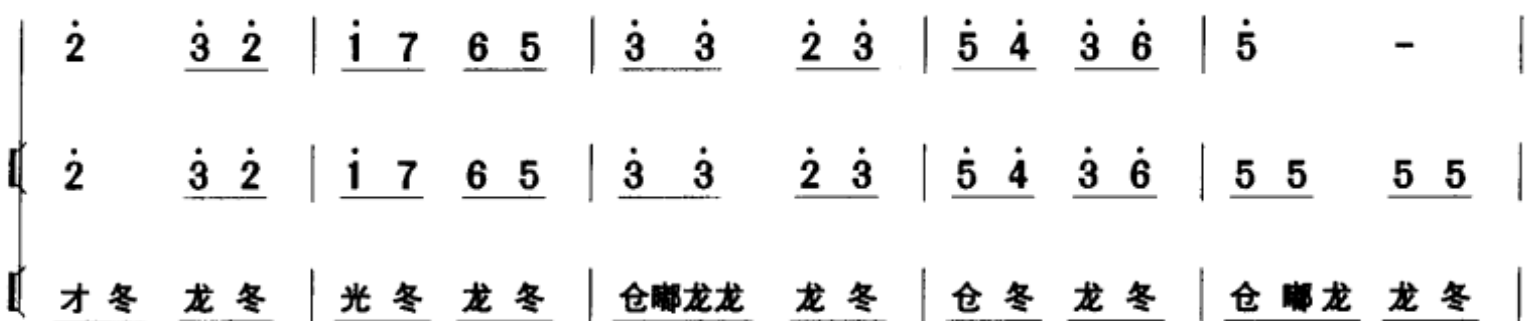 2̇ 3̇ 2̇ | 1̇ 7 6 5 | 3̇ 3̇ 2̇ 3̇ | 5̇ 4̇ 3̇ 6̇ | 5̇ - |
2̇ 3̇ 2̇ | 1̇ 7 6 5 | 3̇ 3̇ 2̇ 3̇ | 5̇ 4̇ 3̇ 6̇ | 5 5 5 5 |
才冬 龙冬 | 光冬 龙冬 | 仓嘟龙龙 龙冬 | 仓冬 龙冬 | 仓嘟龙 龙冬 |